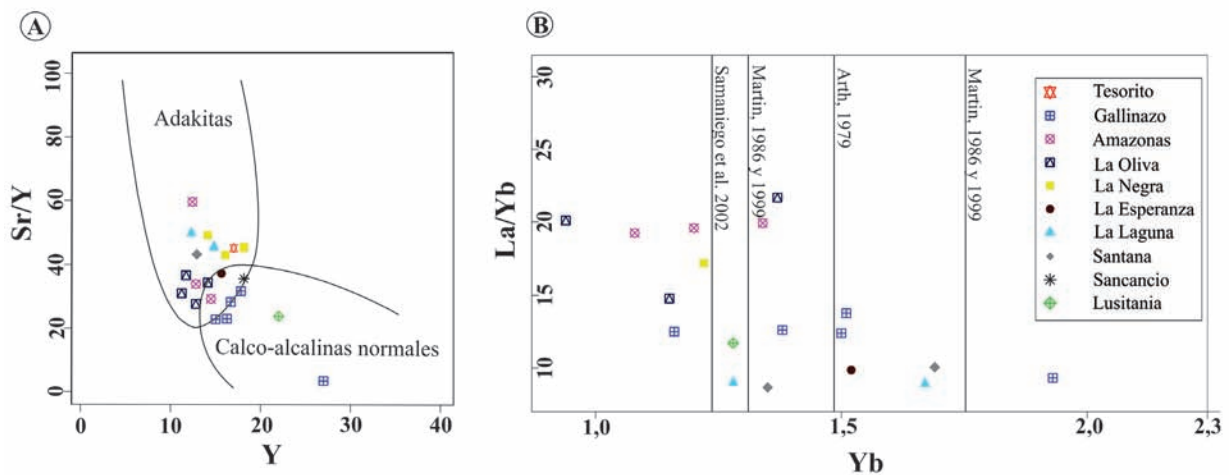 A
100
80
60
40
20
0
Sr/Y
Adakitas
Calco-alcalinas normales
0
10
20
30
40
Y
B
30
25
20
15
10
La/Yb
Samaniego et al. 2002
Martin, 1986 y 1999
Arth, 1979
Martin, 1986 y 1999
Tesorito
Gallinazo
Amazonas
La Oliva
La Negra
La Esperanza
La Laguna
Santana
Sancancio
Lusitania
1,0
1,5
2,0
2,3
Yb